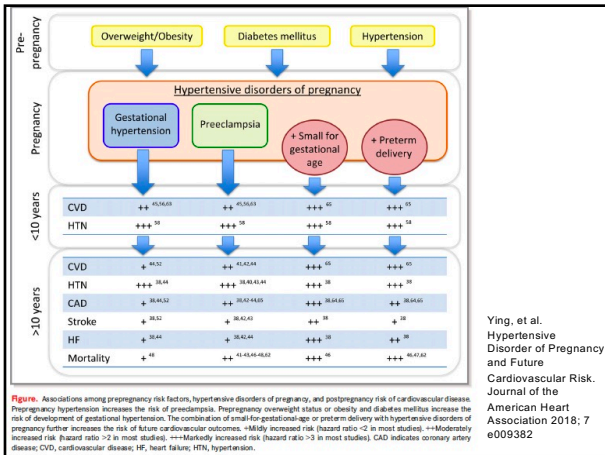 Pre-
pregnancy
Overweight/Obesity
Diabetes mellitus
Hypertension
Pregnancy
Hypertensive disorders of pregnancy
Gestational
hypertension
Preeclampsia
+ Small for
gestational
age
+ Preterm
delivery
<10 years
CVD ++ 45,56,63 ++ 45,56,63 +++ 65 +++ 65
HTN +++ 58 +++ 58 +++ 58 +++ 58
>10 years
CVD + 44,52 ++ 41,42,44 +++ 65 +++ 65
HTN +++ 38,44 +++ 38,40,43,44 +++ 38 +++ 38
CAD + 38,44,52 ++ 38,42-44,65 +++ 38,64,65 ++ 38,64,65
Stroke + 38,52 + 38,42,43 ++ 38 + 38
HF + 38,44 + 38,42,44 +++ 38 ++ 38
Mortality + 48 ++ +++ 46 +++ 46,47,62
Figure. Associations among prepregnancy risk factors, hypertensive disorders of pregnancy, and postpregnancy risk of cardiovascular disease.
Prepregnancy hypertension increases the risk of preeclampsia. Prepregnancy overweight status or obesity and diabetes mellitus increase the
risk of development of gestational hypertension. The combination of small-for-gestational-age or preterm delivery with hypertensive disorders of
pregnancy further increases the risk of future cardiovascular outcomes. +Mildly increased risk (hazard ratio <2 in most studies). ++Moderately
increased risk (hazard ratio >2 in most studies). +++Markedly increased risk (hazard ratio >3 in most studies). CAD indicates coronary artery
disease; CVD, cardiovascular disease; HF, heart failure; HTN, hypertension.
Ying, et al.
Hypertensive
Disorder of Pregnancy
and Future
Cardiovascular Risk.
Journal of the
American Heart
Association 2018; 7
e009382